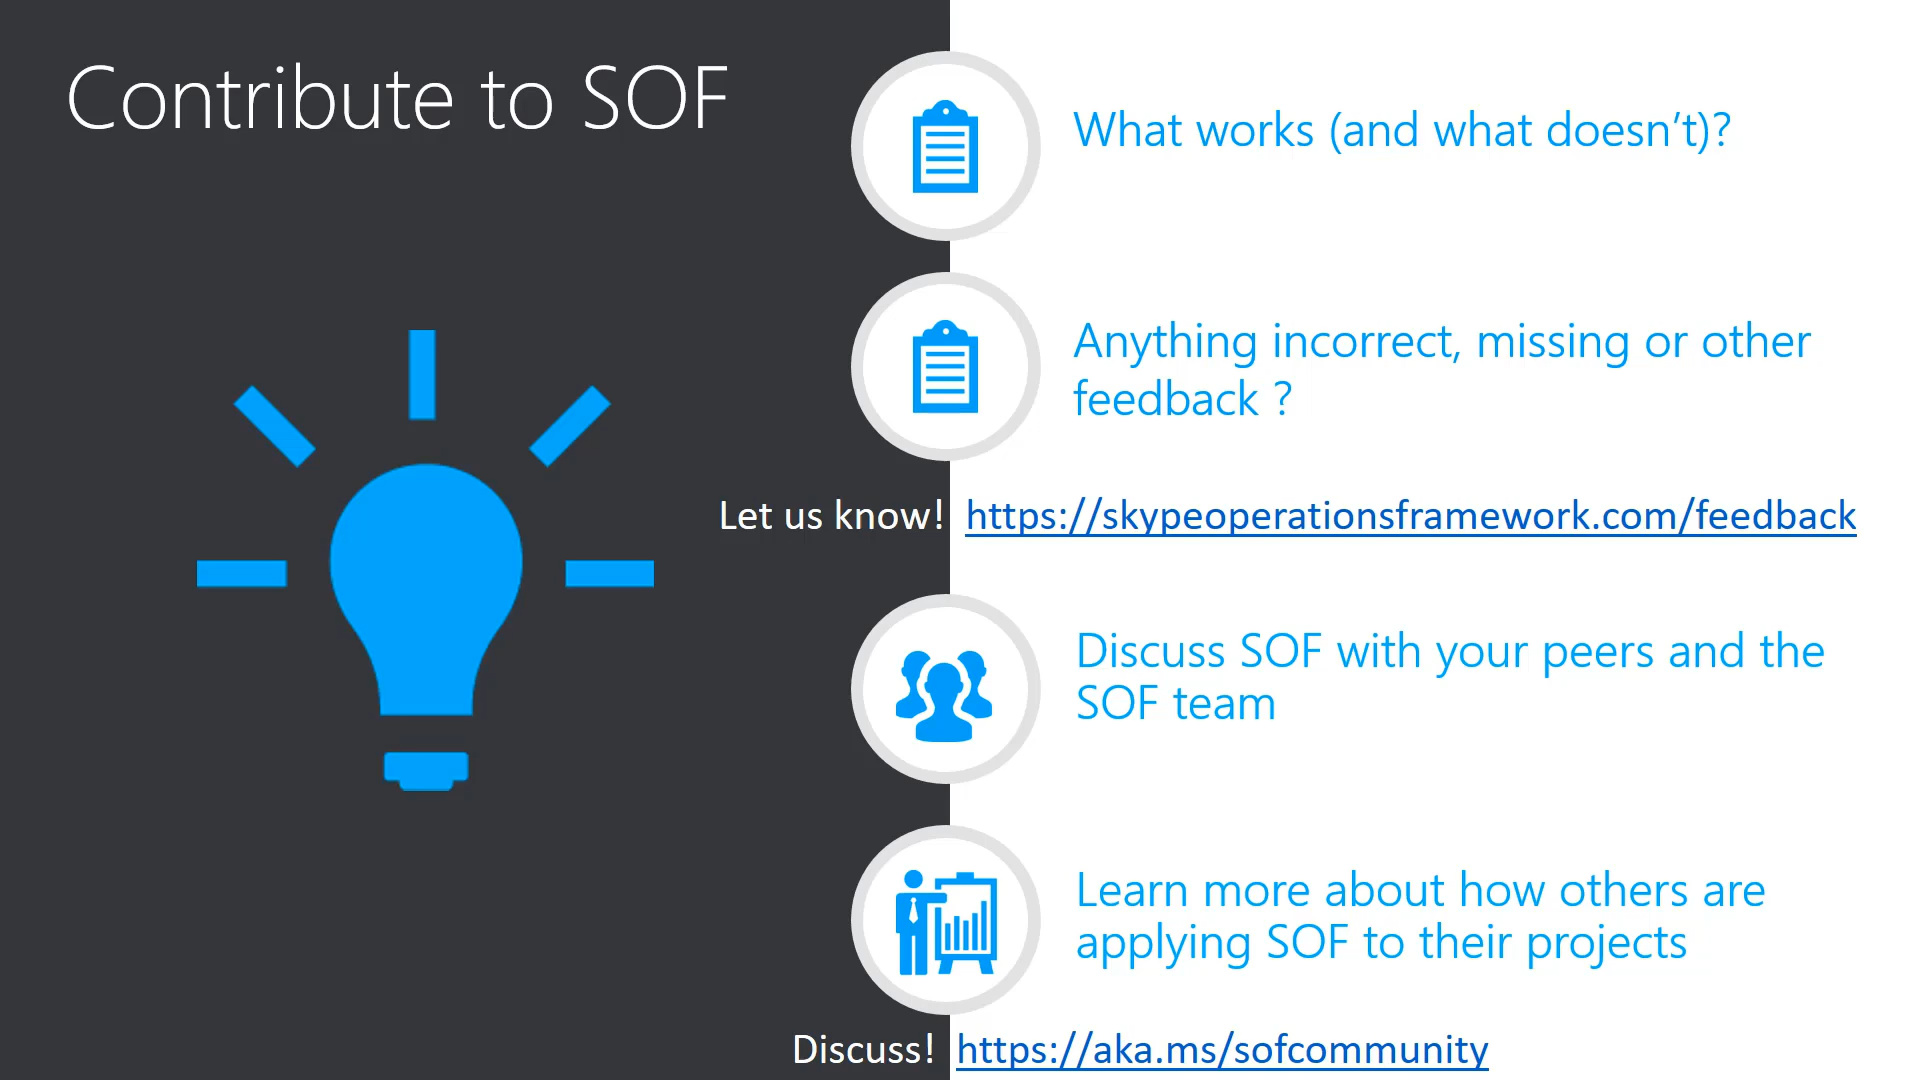 Contribute to SOF
What works (and what doesn’t)?
Anything incorrect, missing or other
feedback ?
Let us know! https://skypeoperationsframework.com/feedback
Discuss SOF with your peers and the
SOF team
Learn more about how others are
applying SOF to their projects
Discuss! https://aka.ms/sofcommunity